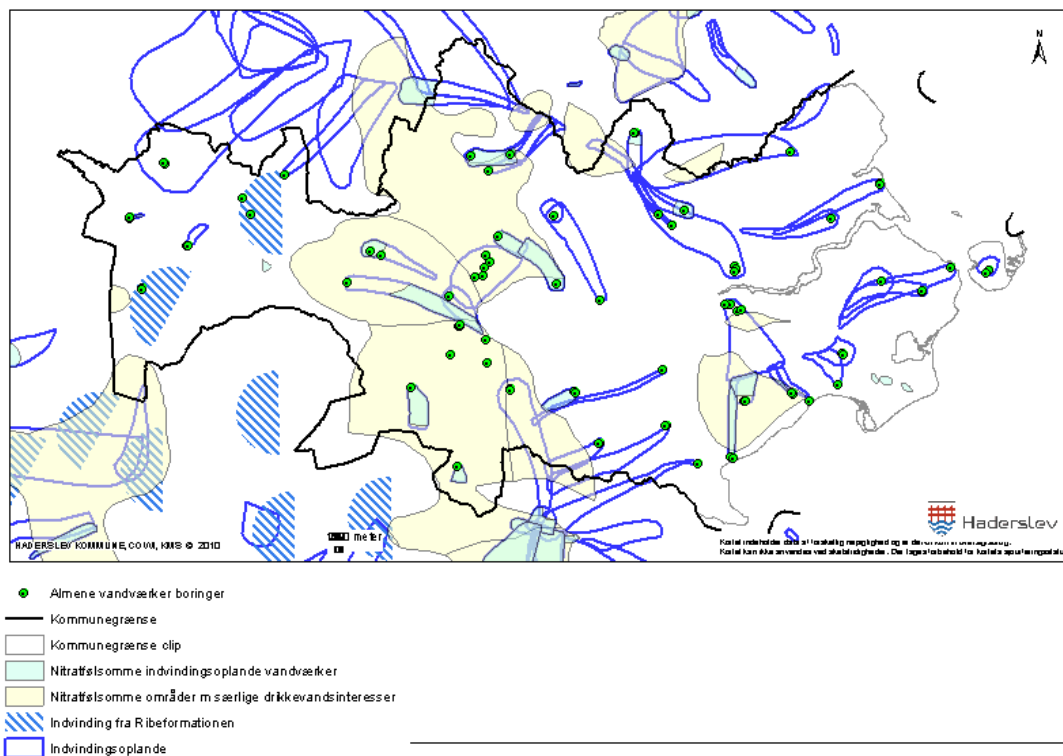 N
HADERSLEV KOMMUNE, COWI, KMS © 2010
meter
Haderslev
Almene vandværker boringer
Kommunegrænse
Kommunegrænse clip
Nitratfølsomme indvindingsoplande vandværker
Nitratfølsomme områder m særlige drikkevandsinteresser
Indvinding fra Ribeformationen
Indvindingsoplande